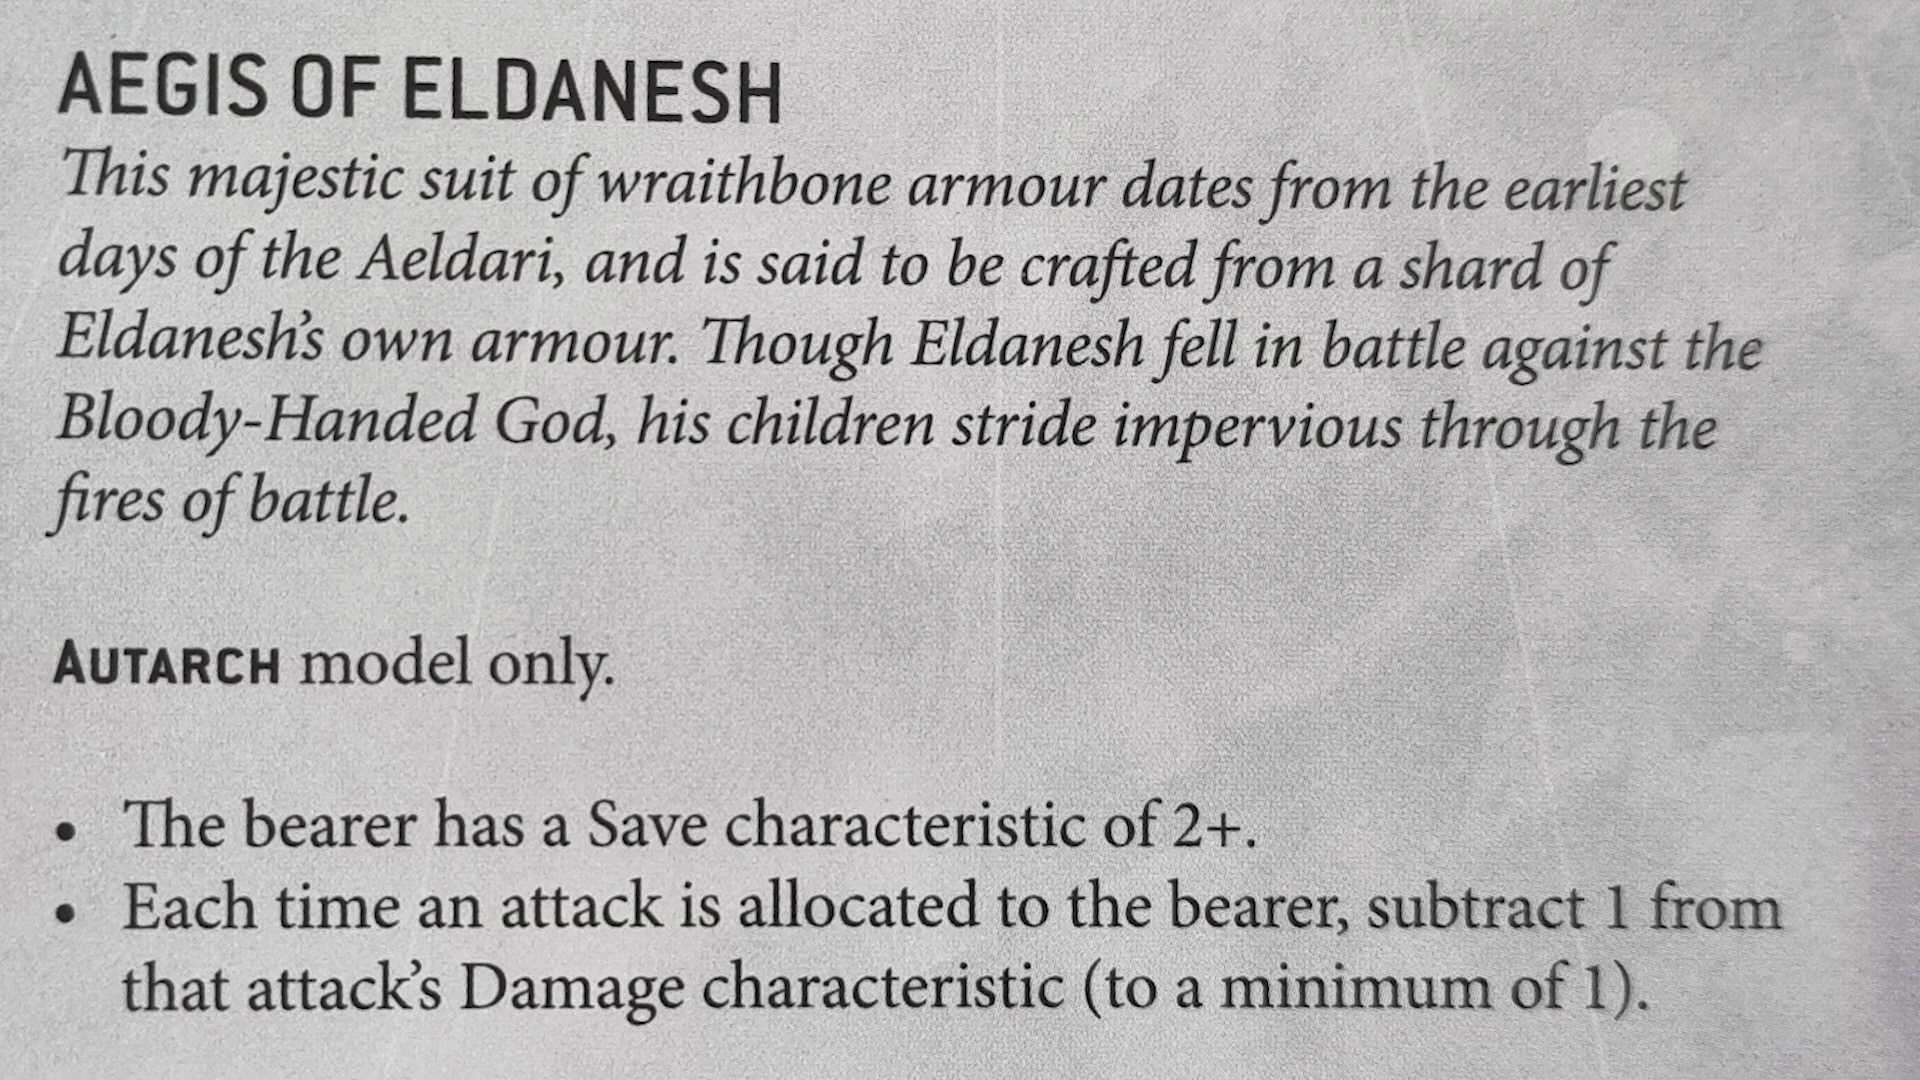 AEGIS OF ELDANESH
This majestic suit of wraithbone armour dates from the earliest
days of the Aeldari, and is said to be crafted from a shard of
Eldanesh’s own armour. Though Eldanesh fell in battle against the
Bloody-Handed God, his children stride impervious through the
fires of battle.
AUTARCH model only.
• The bearer has a Save characteristic of 2+.
• Each time an attack is allocated to the bearer, subtract 1 from
that attack’s Damage characteristic (to a minimum of 1).